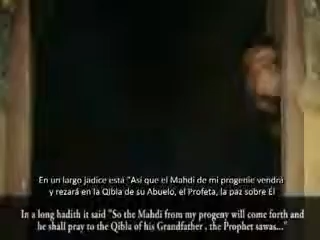 En un largo jadice está "Así que el Mahdi de mi progenie vendrá
y rezará en la Qibla de su Abuelo, el Profeta, la paz sobre Él
In a long hadith it said "So the Mahdi from my progeny will come forth and
he shall pray to the Qibla of his Grandfather , the Prophet sawas..."